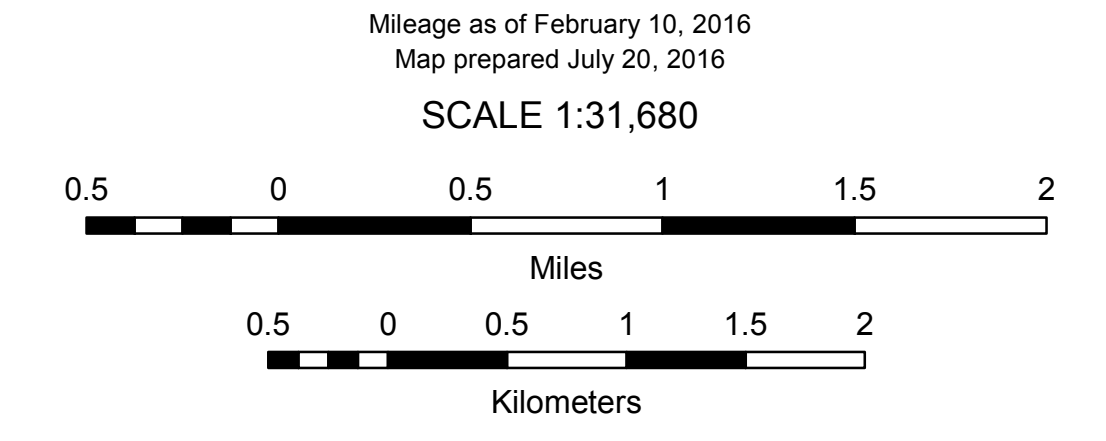 Mileage as of February 10, 2016
Map prepared July 20, 2016
SCALE 1:31,680
0.5 0 0.5 1 1.5 2
Miles
0.5 0 0.5 1 1.5 2
Kilometers